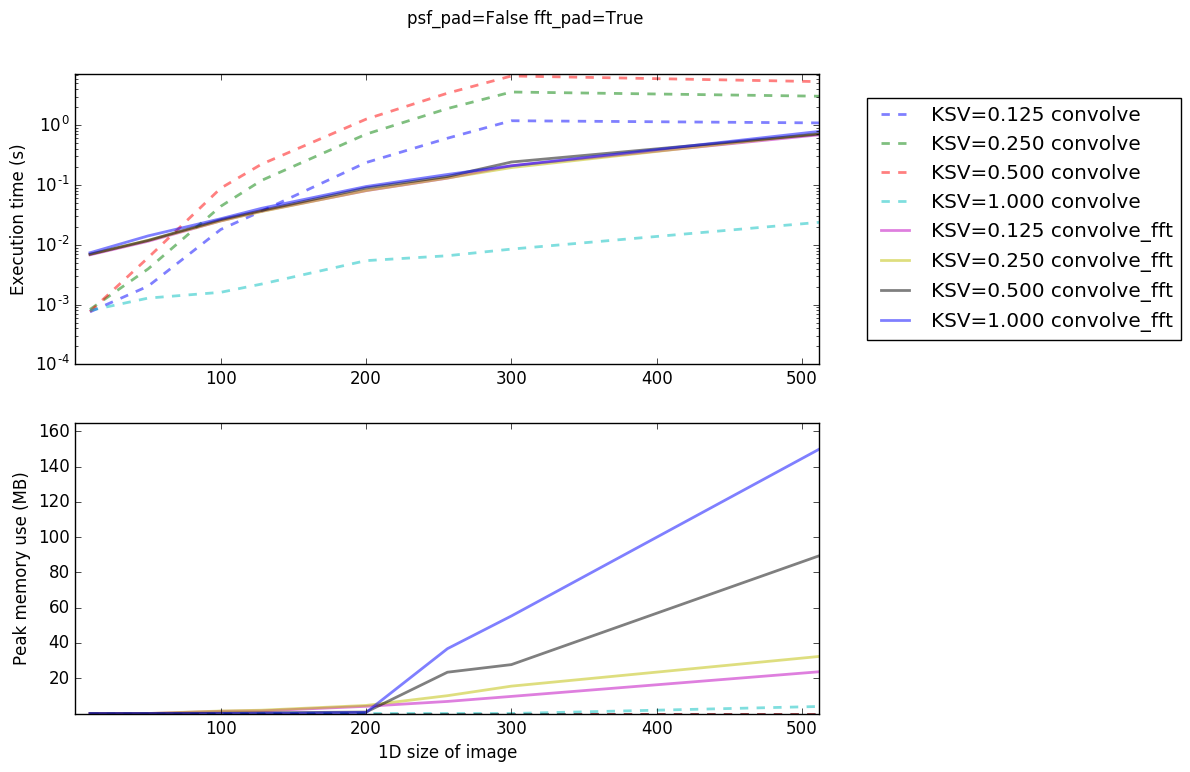 psf_pad=False fft_pad=True
Execution time (s)
10^0
10^-1
10^-2
10^-3
10^-4
100 200 300 400 500
KSV=0.125 convolve
KSV=0.250 convolve
KSV=0.500 convolve
KSV=1.000 convolve
KSV=0.125 convolve_fft
KSV=0.250 convolve_fft
KSV=0.500 convolve_fft
KSV=1.000 convolve_fft
Peak memory use (MB)
160
140
120
100
80
60
40
20
100 200 300 400 500
1D size of image